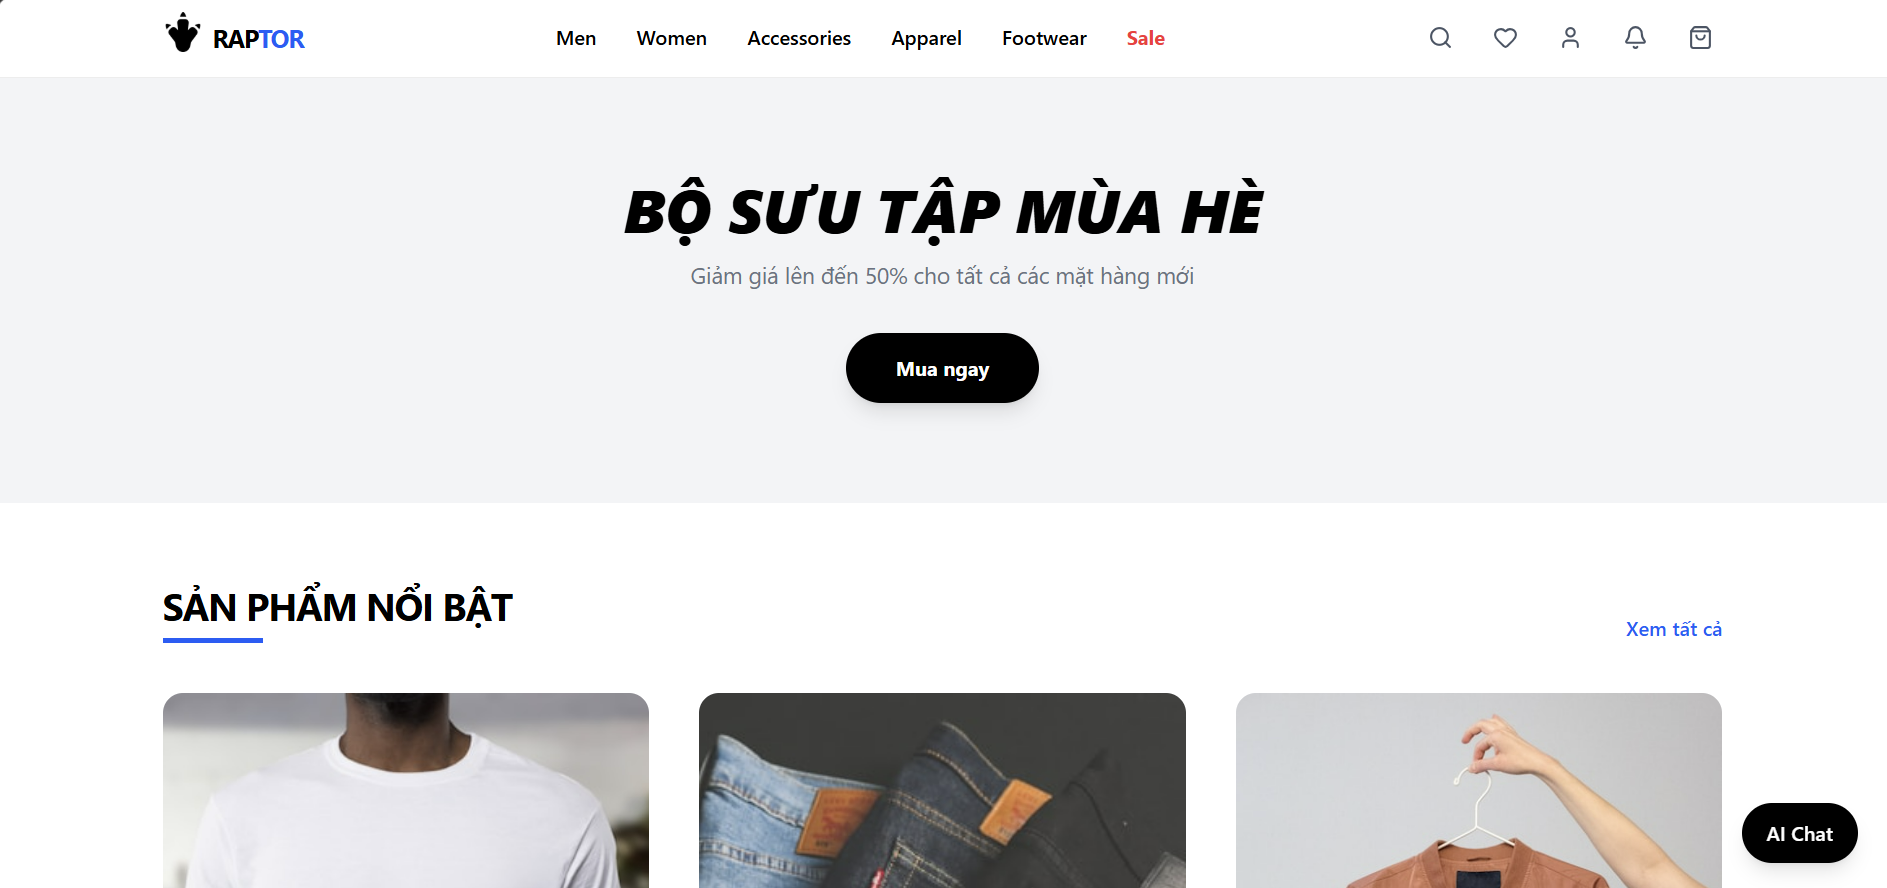 RAPTOR
Men
Women
Accessories
Apparel
Footwear
Sale
BỘ SƯU TẬP MÙA HÈ
Giảm giá lên đến 50% cho tất cả các mặt hàng mới
Mua ngay
SẢN PHẨM NỔI BẬT
Xem tất cả
AI Chat